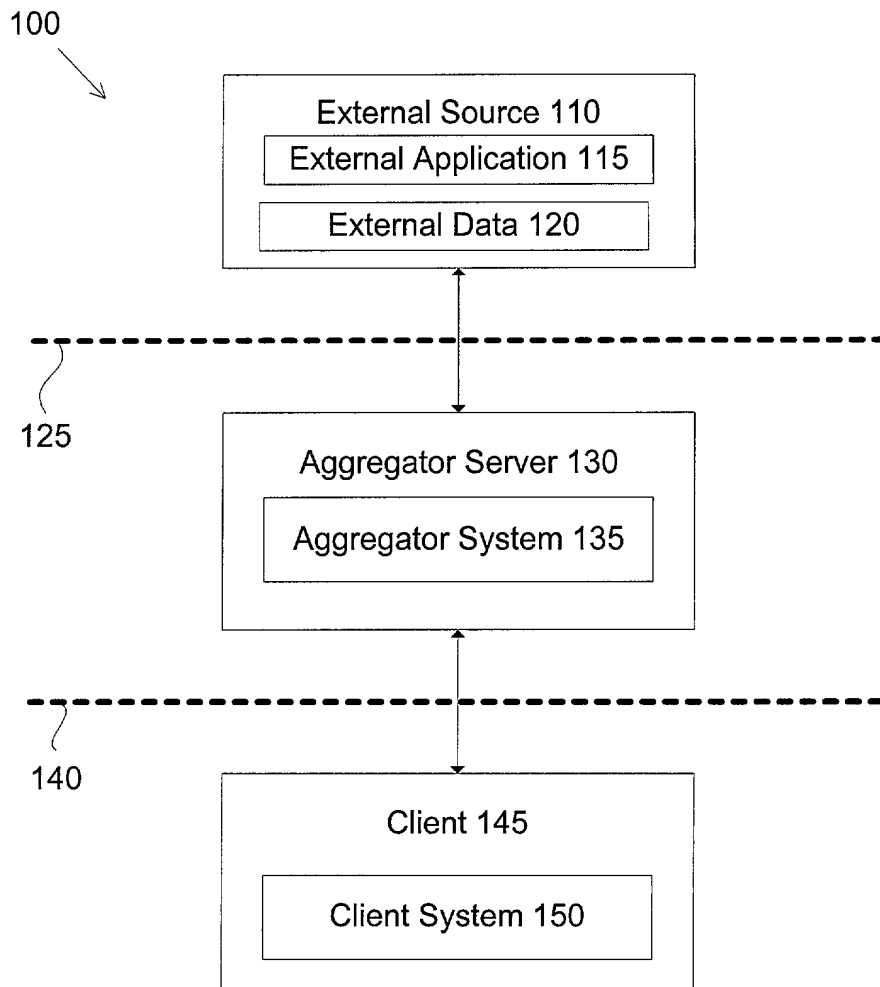 100
External Source 110
External Application 115
External Data 120
125
Aggregator Server 130
Aggregator System 135
140
Client 145
Client System 150